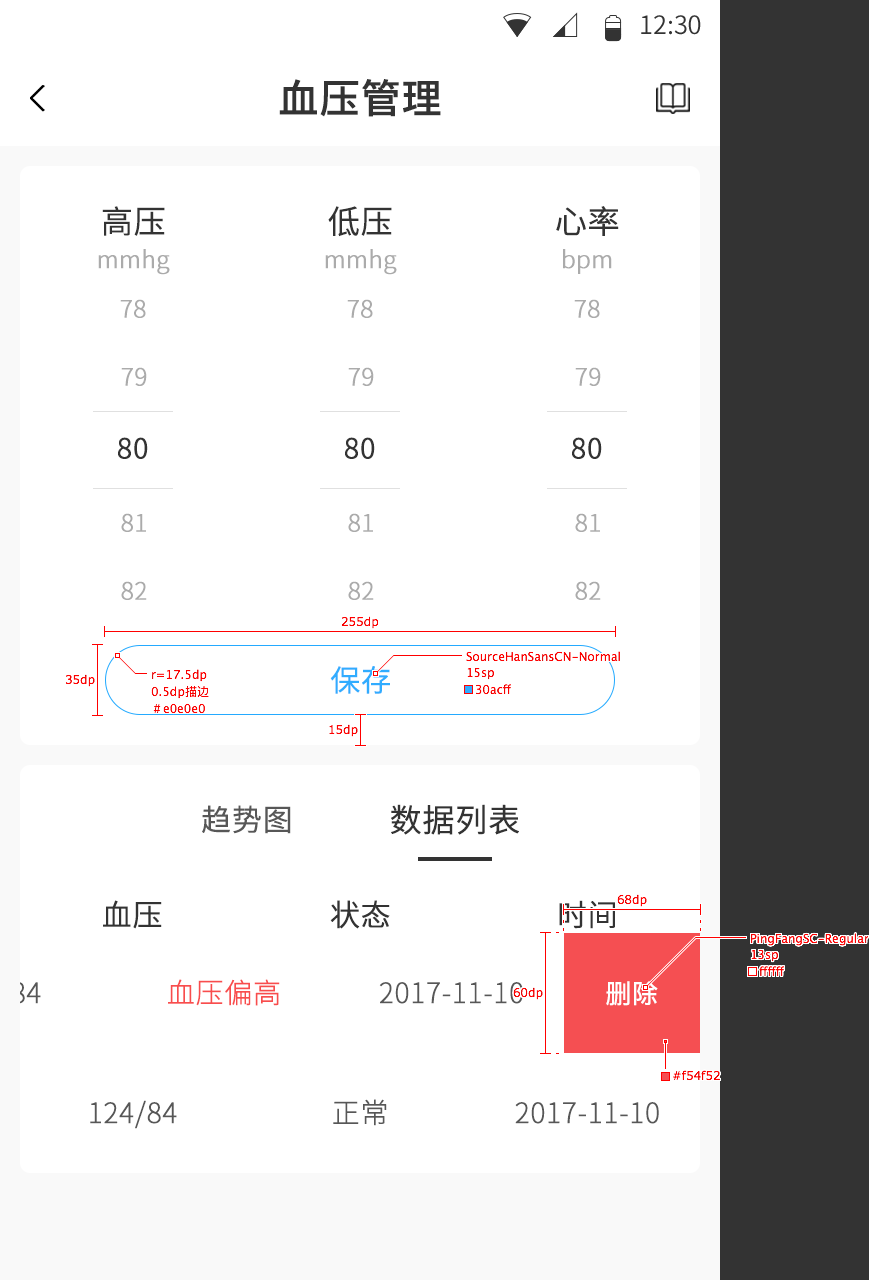 12:30
血压管理
高压 低压 心率
mmhg mmhg bpm
78 78 78
79 79 79
80 80 80
81 81 81
82 82 82
255dp
35dp
r=17.5dp
0.5dp描边
#e0e0e0
保存
SourceHanSansCN-Normal
15sp
30acff
15dp
趋势图 数据列表
血压 状态 时间
68dp
84 血压偏高 2017-11-10 删除
60dp
PingFangSC-Regular
13sp
ffffff
#f54f52
124/84 正常 2017-11-10